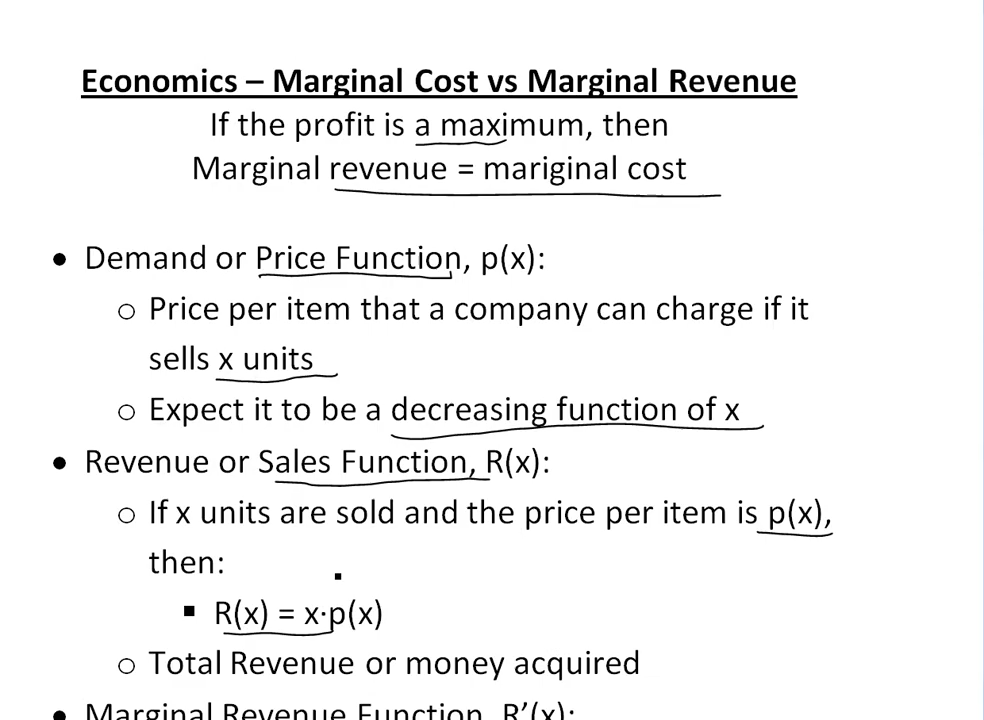 Economics – Marginal Cost vs Marginal Revenue
If the profit is a maximum, then
Marginal revenue = mariginal cost
• Demand or Price Function, p(x):
o Price per item that a company can charge if it
sells x units
o Expect it to be a decreasing function of x
• Revenue or Sales Function, R(x):
o If x units are sold and the price per item is p(x),
then:
▪ R(x) = x·p(x)
o Total Revenue or money acquired
• Marginal Revenue Function, R’(x):